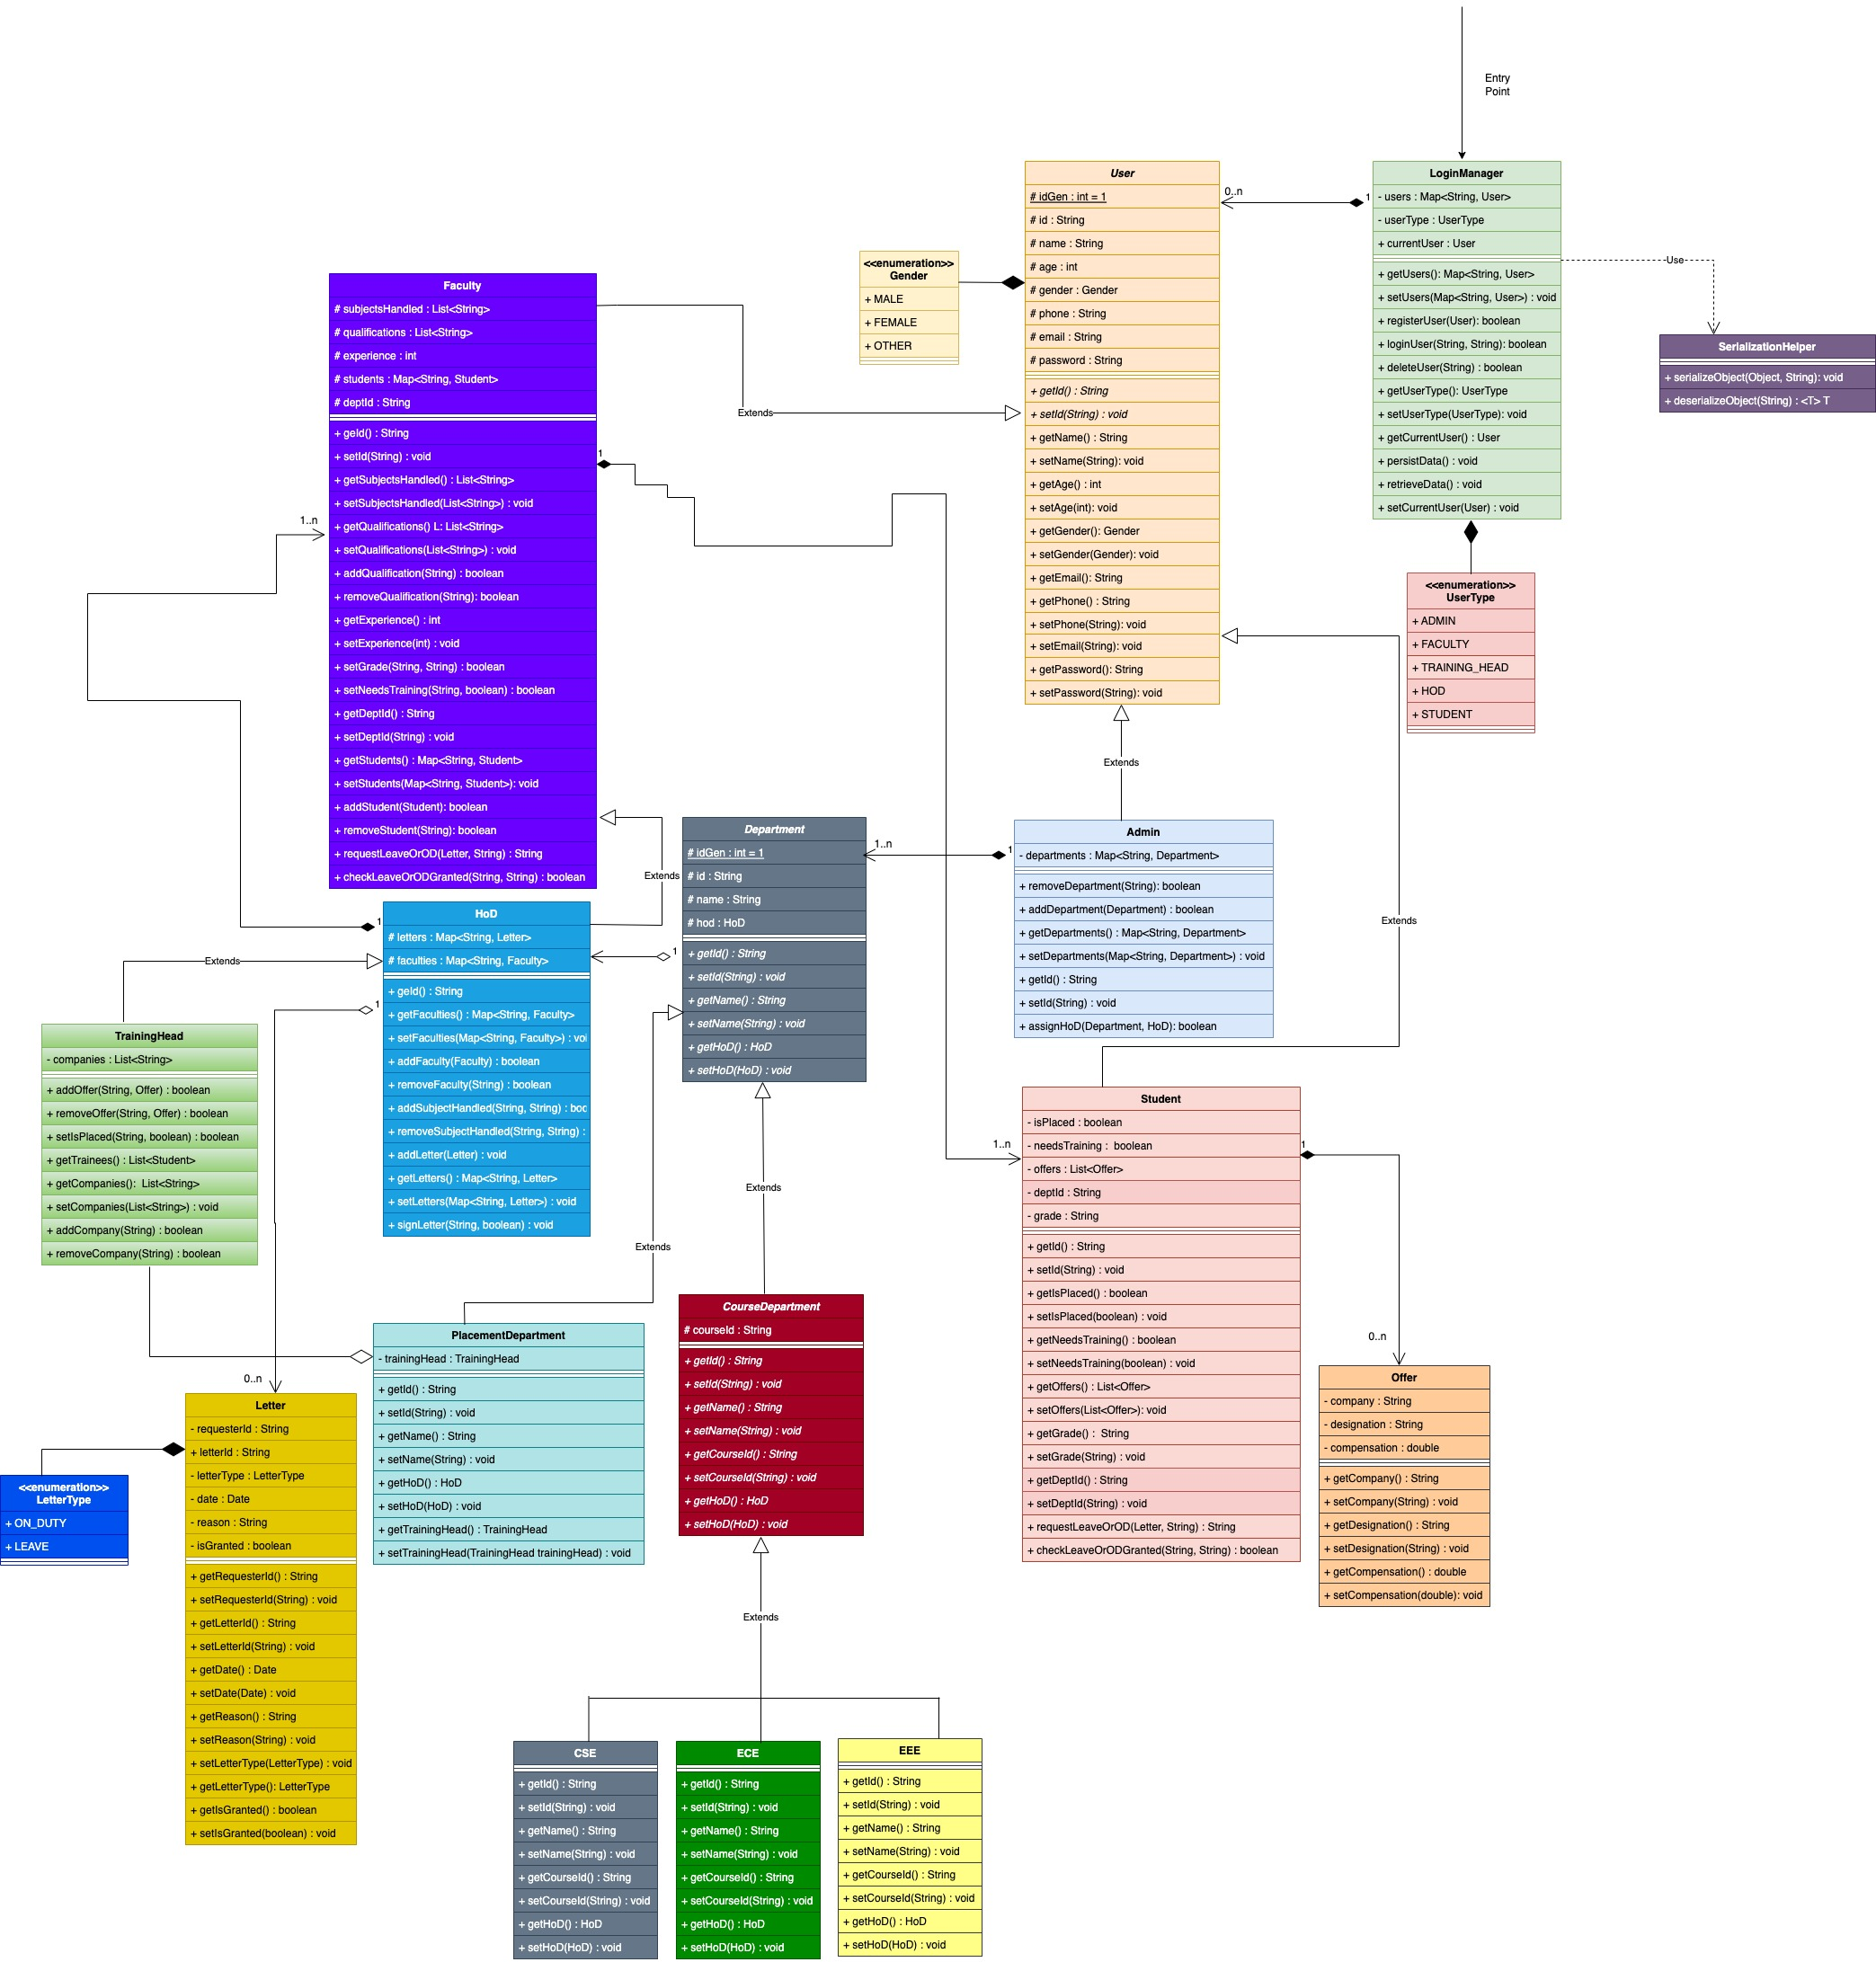 Entry
Point
User
# idGen : int = 1
# id : String
# name : String
# age : int
# gender : Gender
# phone : String
# email : String
# password : String
+ getId() : String
+ setId(String) : void
+ getName() : String
+ setName(String): void
+ getAge() : int
+ setAge(int): void
+ getGender(): Gender
+ setGender(Gender): void
+ getEmail(): String
+ getPhone() : String
+ setPhone(String): void
+ setEmail(String): void
+ getPassword(): String
+ setPassword(String): void
0..n
1
LoginManager
- users : Map<String, User>
- userType : UserType
+ currentUser : User
+ getUsers(): Map<String, User>
+ setUsers(Map<String, User>) : void
+ registerUser(User): boolean
+ loginUser(String, String): boolean
+ deleteUser(String) : boolean
+ getUserType(): UserType
+ setUserType(UserType): void
+ getCurrentUser() : User
+ persistData() : void
+ retrieveData() : void
+ setCurrentUser(User) : void
Use
SerializationHelper
+ serializeObject(Object, String): void
+ deserializeObject(String) : <T> T
<<enumeration>>
Gender
+ MALE
+ FEMALE
+ OTHER
<<enumeration>>
UserType
+ ADMIN
+ FACULTY
+ TRAINING_HEAD
+ HOD
+ STUDENT
Faculty
# subjectsHandled : List<String>
# qualifications : List<String>
# experience : int
# students : Map<String, Student>
# deptId : String
+ geId() : String
+ setId(String) : void
+ getSubjectsHandled() : List<String>
+ setSubjectsHandled(List<String>) : void
+ getQualifications() L: List<String>
+ setQualifications(List<String>) : void
+ addQualification(String) : boolean
+ removeQualification(String): boolean
+ getExperience() : int
+ setExperience(int) : void
+ setGrade(String, String) : boolean
+ setNeedsTraining(String, boolean) : boolean
+ getDeptId() : String
+ setDeptId(String) : void
+ getStudents() : Map<String, Student>
+ setStudents(Map<String, Student>): void
+ addStudent(Student): boolean
+ removeStudent(String): boolean
+ requestLeaveOrOD(Letter, String) : String
+ checkLeaveOrODGranted(String, String) : boolean
Extends
1
1..n
Extends
Extends
Department
# idGen : int = 1
# id : String
# name : String
# hod : HoD
+ getId() : String
+ setId(String) : void
+ getName() : String
+ setName(String) : void
+ getHoD() : HoD
+ setHoD(HoD) : void
1..n
1
Admin
- departments : Map<String, Department>
+ removeDepartment(String): boolean
+ addDepartment(Department) : boolean
+ getDepartments() : Map<String, Department>
+ setDepartments(Map<String, Department>) : void
+ getId() : String
+ setId(String) : void
+ assignHoD(Department, HoD): boolean
Extends
HoD
# letters : Map<String, Letter>
# faculties : Map<String, Faculty>
+ geId() : String
+ getFaculties() : Map<String, Faculty>
+ setFaculties(Map<String, Faculty>) : voi
+ addFaculty(Faculty) : boolean
+ removeFaculty(String) : boolean
+ addSubjectHandled(String, String) : boo
+ removeSubjectHandled(String, String) :
+ addLetter(Letter) : void
+ getLetters() : Map<String, Letter>
+ setLetters(Map<String, Letter>) : void
+ signLetter(String, boolean) : void
1
1
1
Extends
TrainingHead
- companies : List<String>
+ addOffer(String, Offer) : boolean
+ removeOffer(String, Offer) : boolean
+ setIsPlaced(String, boolean) : boolean
+ getTrainees() : List<Student>
+ getCompanies(): List<String>
+ setCompanies(List<String>) : void
+ addCompany(String) : boolean
+ removeCompany(String) : boolean
Student
- isPlaced : boolean
- needsTraining : boolean
- offers : List<Offer>
- deptId : String
- grade : String
+ getId() : String
+ setId(String) : void
+ getIsPlaced() : boolean
+ setIsPlaced(boolean) : void
+ getNeedsTraining() : boolean
+ setNeedsTraining(boolean) : void
+ getOffers() : List<Offer>
+ setOffers(List<Offer>): void
+ getGrade() : String
+ setGrade(String) : void
+ getDeptId() : String
+ setDeptId(String) : void
+ requestLeaveOrOD(Letter, String) : String
+ checkLeaveOrODGranted(String, String) : boolean
1..n
1
0..n
Extends
Extends
Offer
- company : String
- designation : String
- compensation : double
+ getCompany() : String
+ setCompany(String) : void
+ getDesignation() : String
+ setDesignation(String) : void
+ getCompensation() : double
+ setCompensation(double): void
PlacementDepartment
- trainingHead : TrainingHead
+ getId() : String
+ setId(String) : void
+ getName() : String
+ setName(String) : void
+ getHoD() : HoD
+ setHoD(HoD) : void
+ getTrainingHead() : TrainingHead
+ setTrainingHead(TrainingHead trainingHead) : void
CourseDepartment
# courseId : String
+ getId() : String
+ setId(String) : void
+ getName() : String
+ setName(String) : void
+ getCourseId() : String
+ setCourseId(String) : void
+ getHoD() : HoD
+ setHoD(HoD) : void
0..n
Letter
- requesterId : String
+ letterId : String
- letterType : LetterType
- date : Date
- reason : String
- isGranted : boolean
+ getRequesterId() : String
+ setRequesterId(String) : void
+ getLetterId() : String
+ setLetterId(String) : void
+ getDate() : Date
+ setDate(Date) : void
+ getReason() : String
+ setReason(String) : void
+ setLetterType(LetterType) : void
+ getLetterType(): LetterType
+ getIsGranted() : boolean
+ setIsGranted(boolean) : void
<<enumeration>>
LetterType
+ ON_DUTY
+ LEAVE
Extends
CSE
+ getId() : String
+ setId(String) : void
+ getName() : String
+ setName(String) : void
+ getCourseId() : String
+ setCourseId(String) : void
+ getHoD() : HoD
+ setHoD(HoD) : void
ECE
+ getId() : String
+ setId(String) : void
+ getName() : String
+ setName(String) : void
+ getCourseId() : String
+ setCourseId(String) : void
+ getHoD() : HoD
+ setHoD(HoD) : void
EEE
+ getId() : String
+ setId(String) : void
+ getName() : String
+ setName(String) : void
+ getCourseId() : String
+ setCourseId(String) : void
+ getHoD() : HoD
+ setHoD(HoD) : void